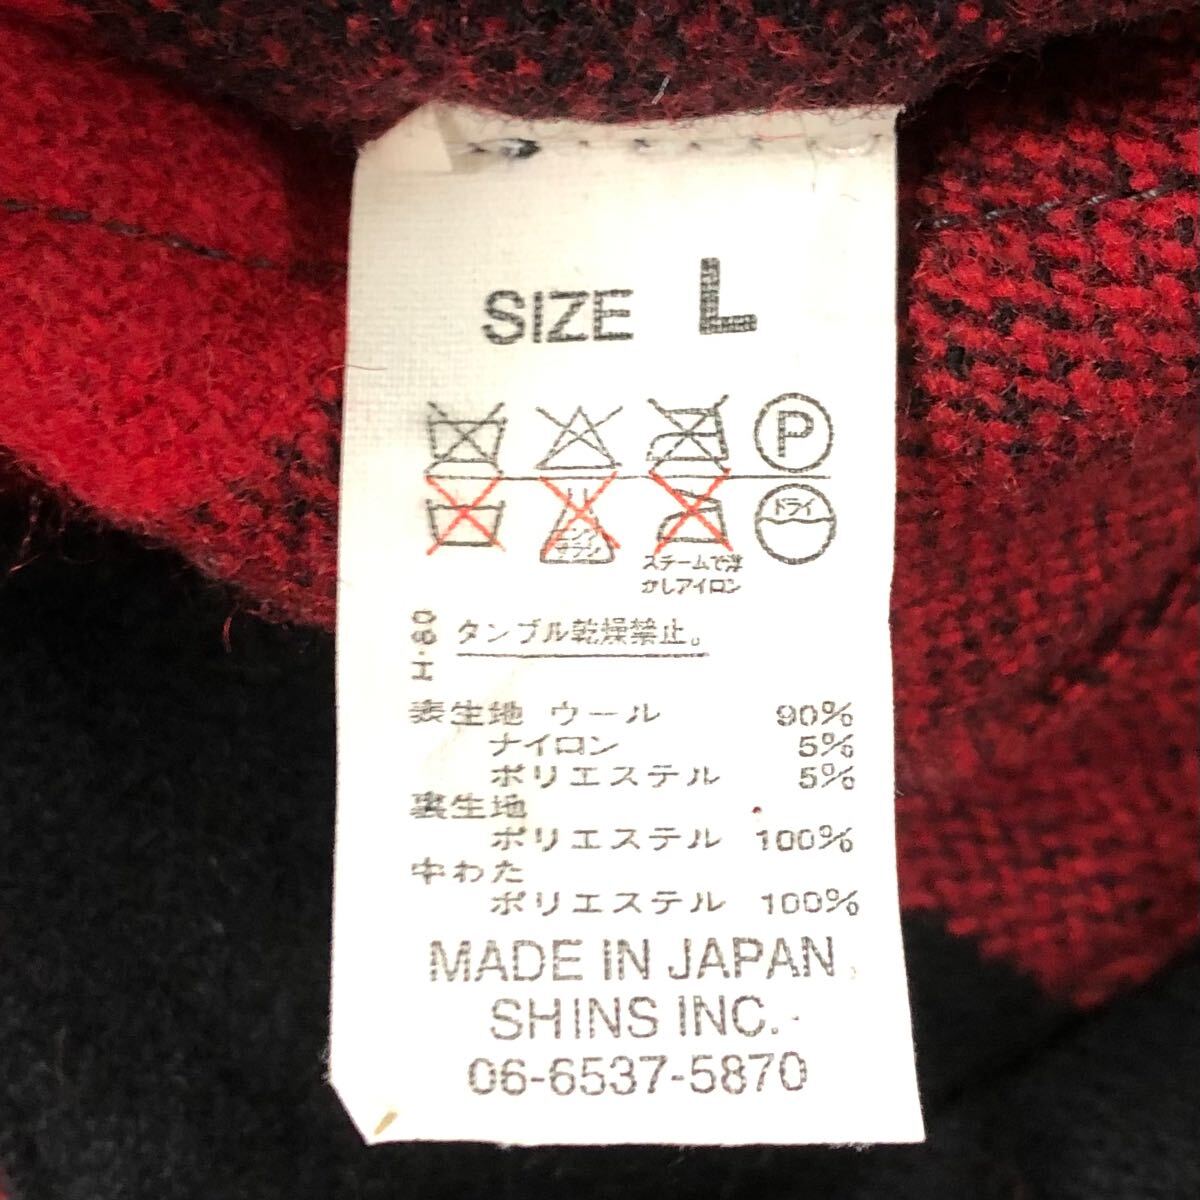 SIZE L
P
エンソ
サラシ
ドライ
スチームで浮
かしアイロン
H-80
タンブル乾燥禁止。
表生地 ウール 90%
ナイロン 5%
ポリエステル 5%
裏生地
ポリエステル 100%
中わた
ポリエステル 100%
MADE IN JAPAN
SHINS INC.
06-6537-5870